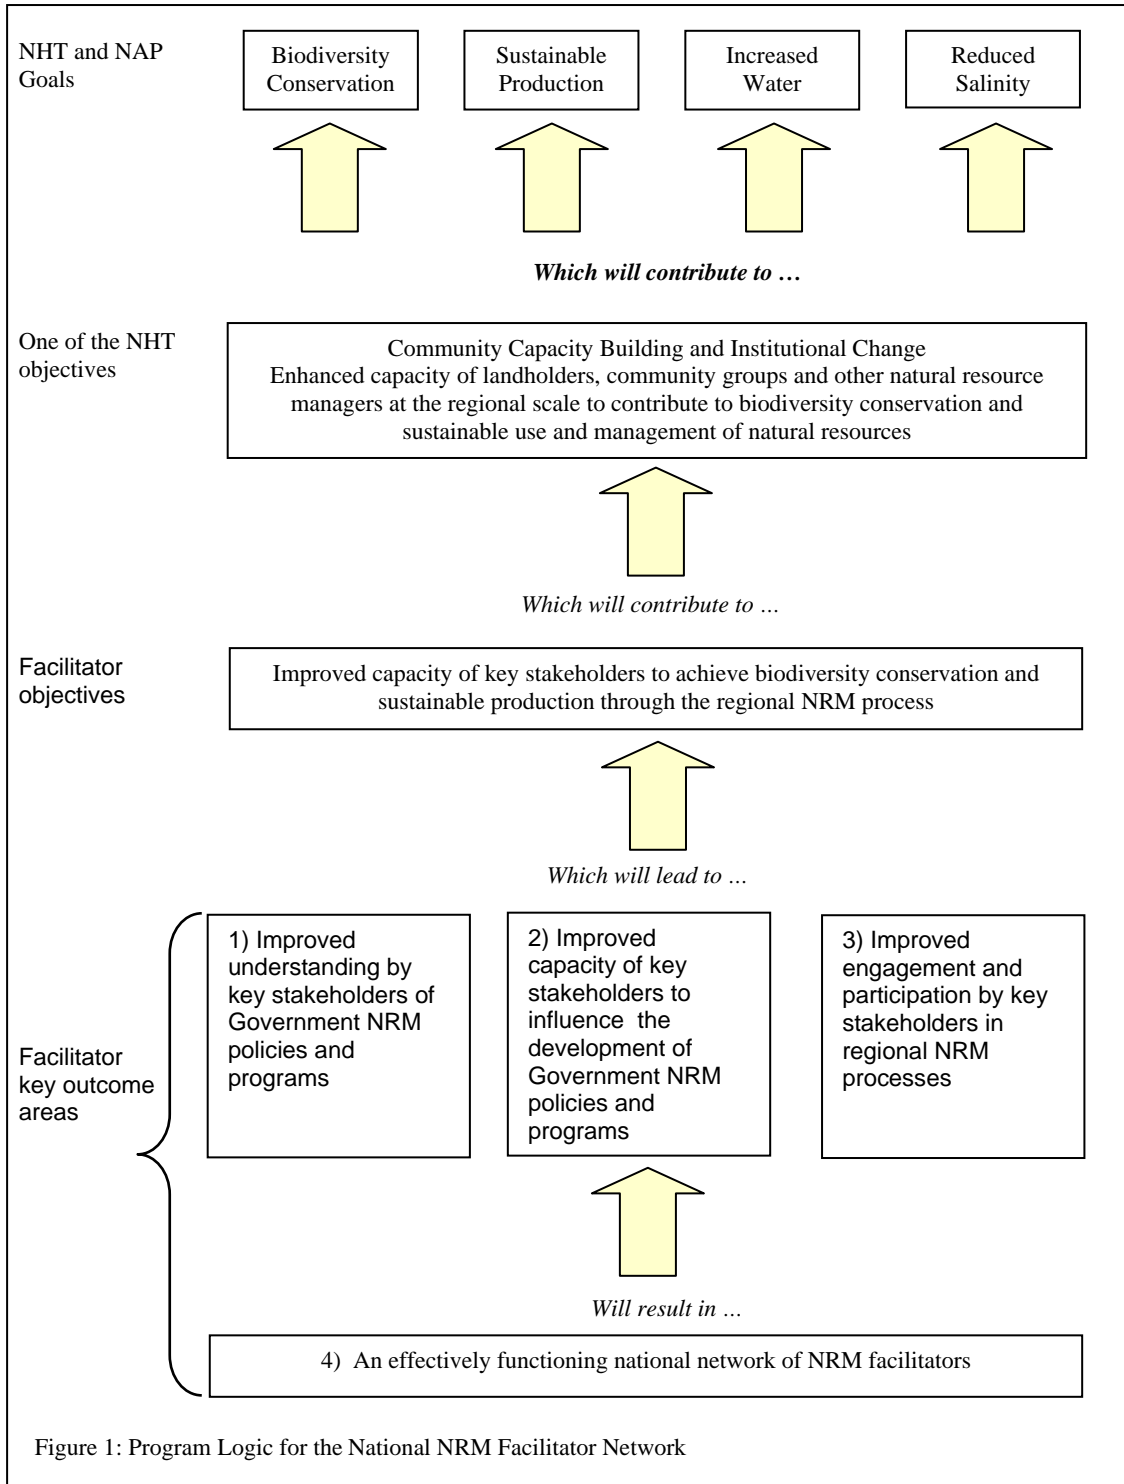 NHT and NAP
Goals
Biodiversity
Conservation
Sustainable
Production
Increased
Water
Reduced
Salinity
Which will contribute to …
One of the NHT
objectives
Community Capacity Building and Institutional Change
Enhanced capacity of landholders, community groups and other natural resource
managers at the regional scale to contribute to biodiversity conservation and
sustainable use and management of natural resources
Which will contribute to …
Facilitator
objectives
Improved capacity of key stakeholders to achieve biodiversity conservation and
sustainable production through the regional NRM process
Which will lead to …
Facilitator
key outcome
areas
1) Improved
understanding by
key stakeholders of
Government NRM
policies and
programs
2) Improved
capacity of key
stakeholders to
influence the
development of
Government NRM
policies and
programs
3) Improved
engagement and
participation by key
stakeholders in
regional NRM
processes
Will result in …
4) An effectively functioning national network of NRM facilitators
Figure 1: Program Logic for the National NRM Facilitator Network